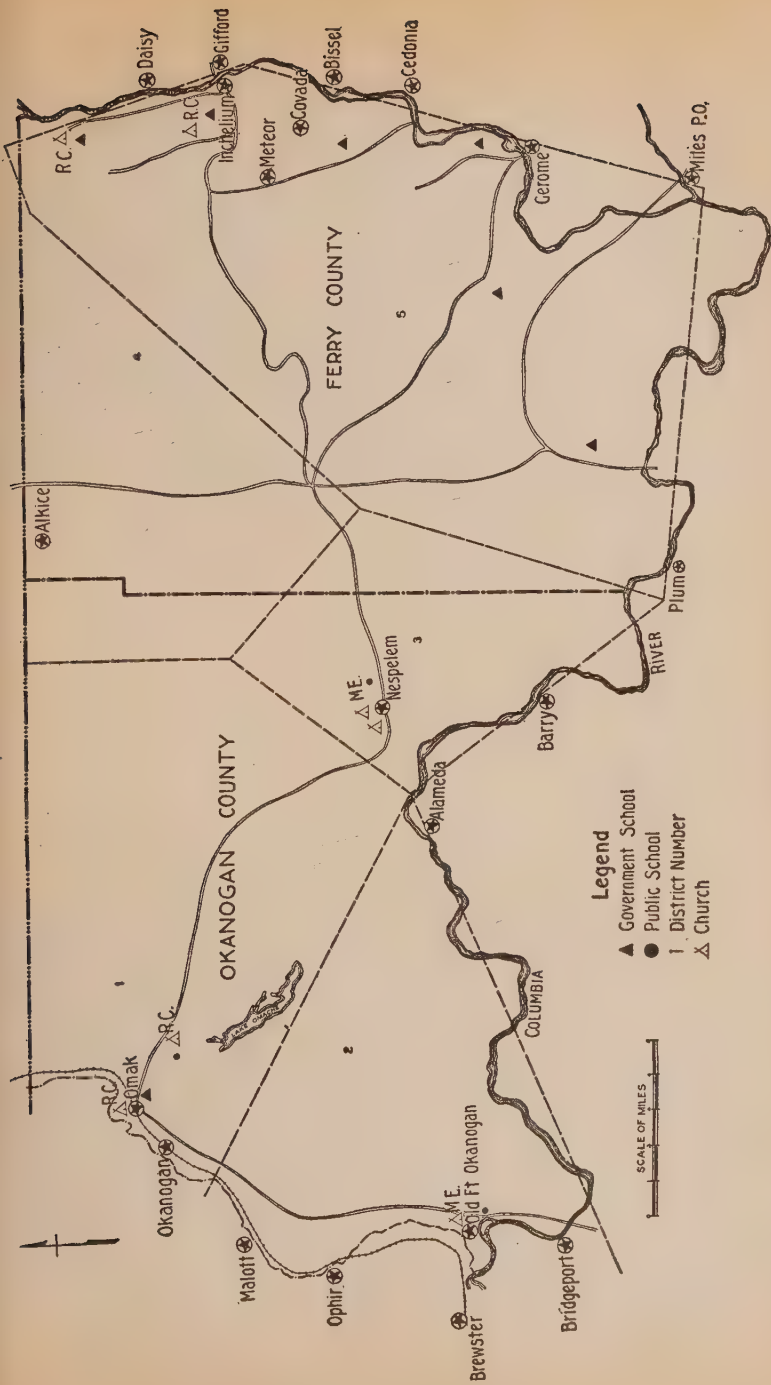 Daisy
Gifford
R.C.
R.C.
Inchelium
Covada
Bissel
Cedonia
Meteor
Gerome
Miles P.O.
FERRY COUNTY
4
5
Alkice
M.E.
Nespelem
3
Plum
RIVER
Barry
Alameda
OKANOGAN COUNTY
1
R.C.
Omak
R.C.
LAKE
Okanogan
Malott
Ophir
2
M.E.
Old Ft Okanogan
Brewster
Bridgeport
COLUMBIA
SCALE OF MILES
Legend
Government School
Public School
1 District Number
Church